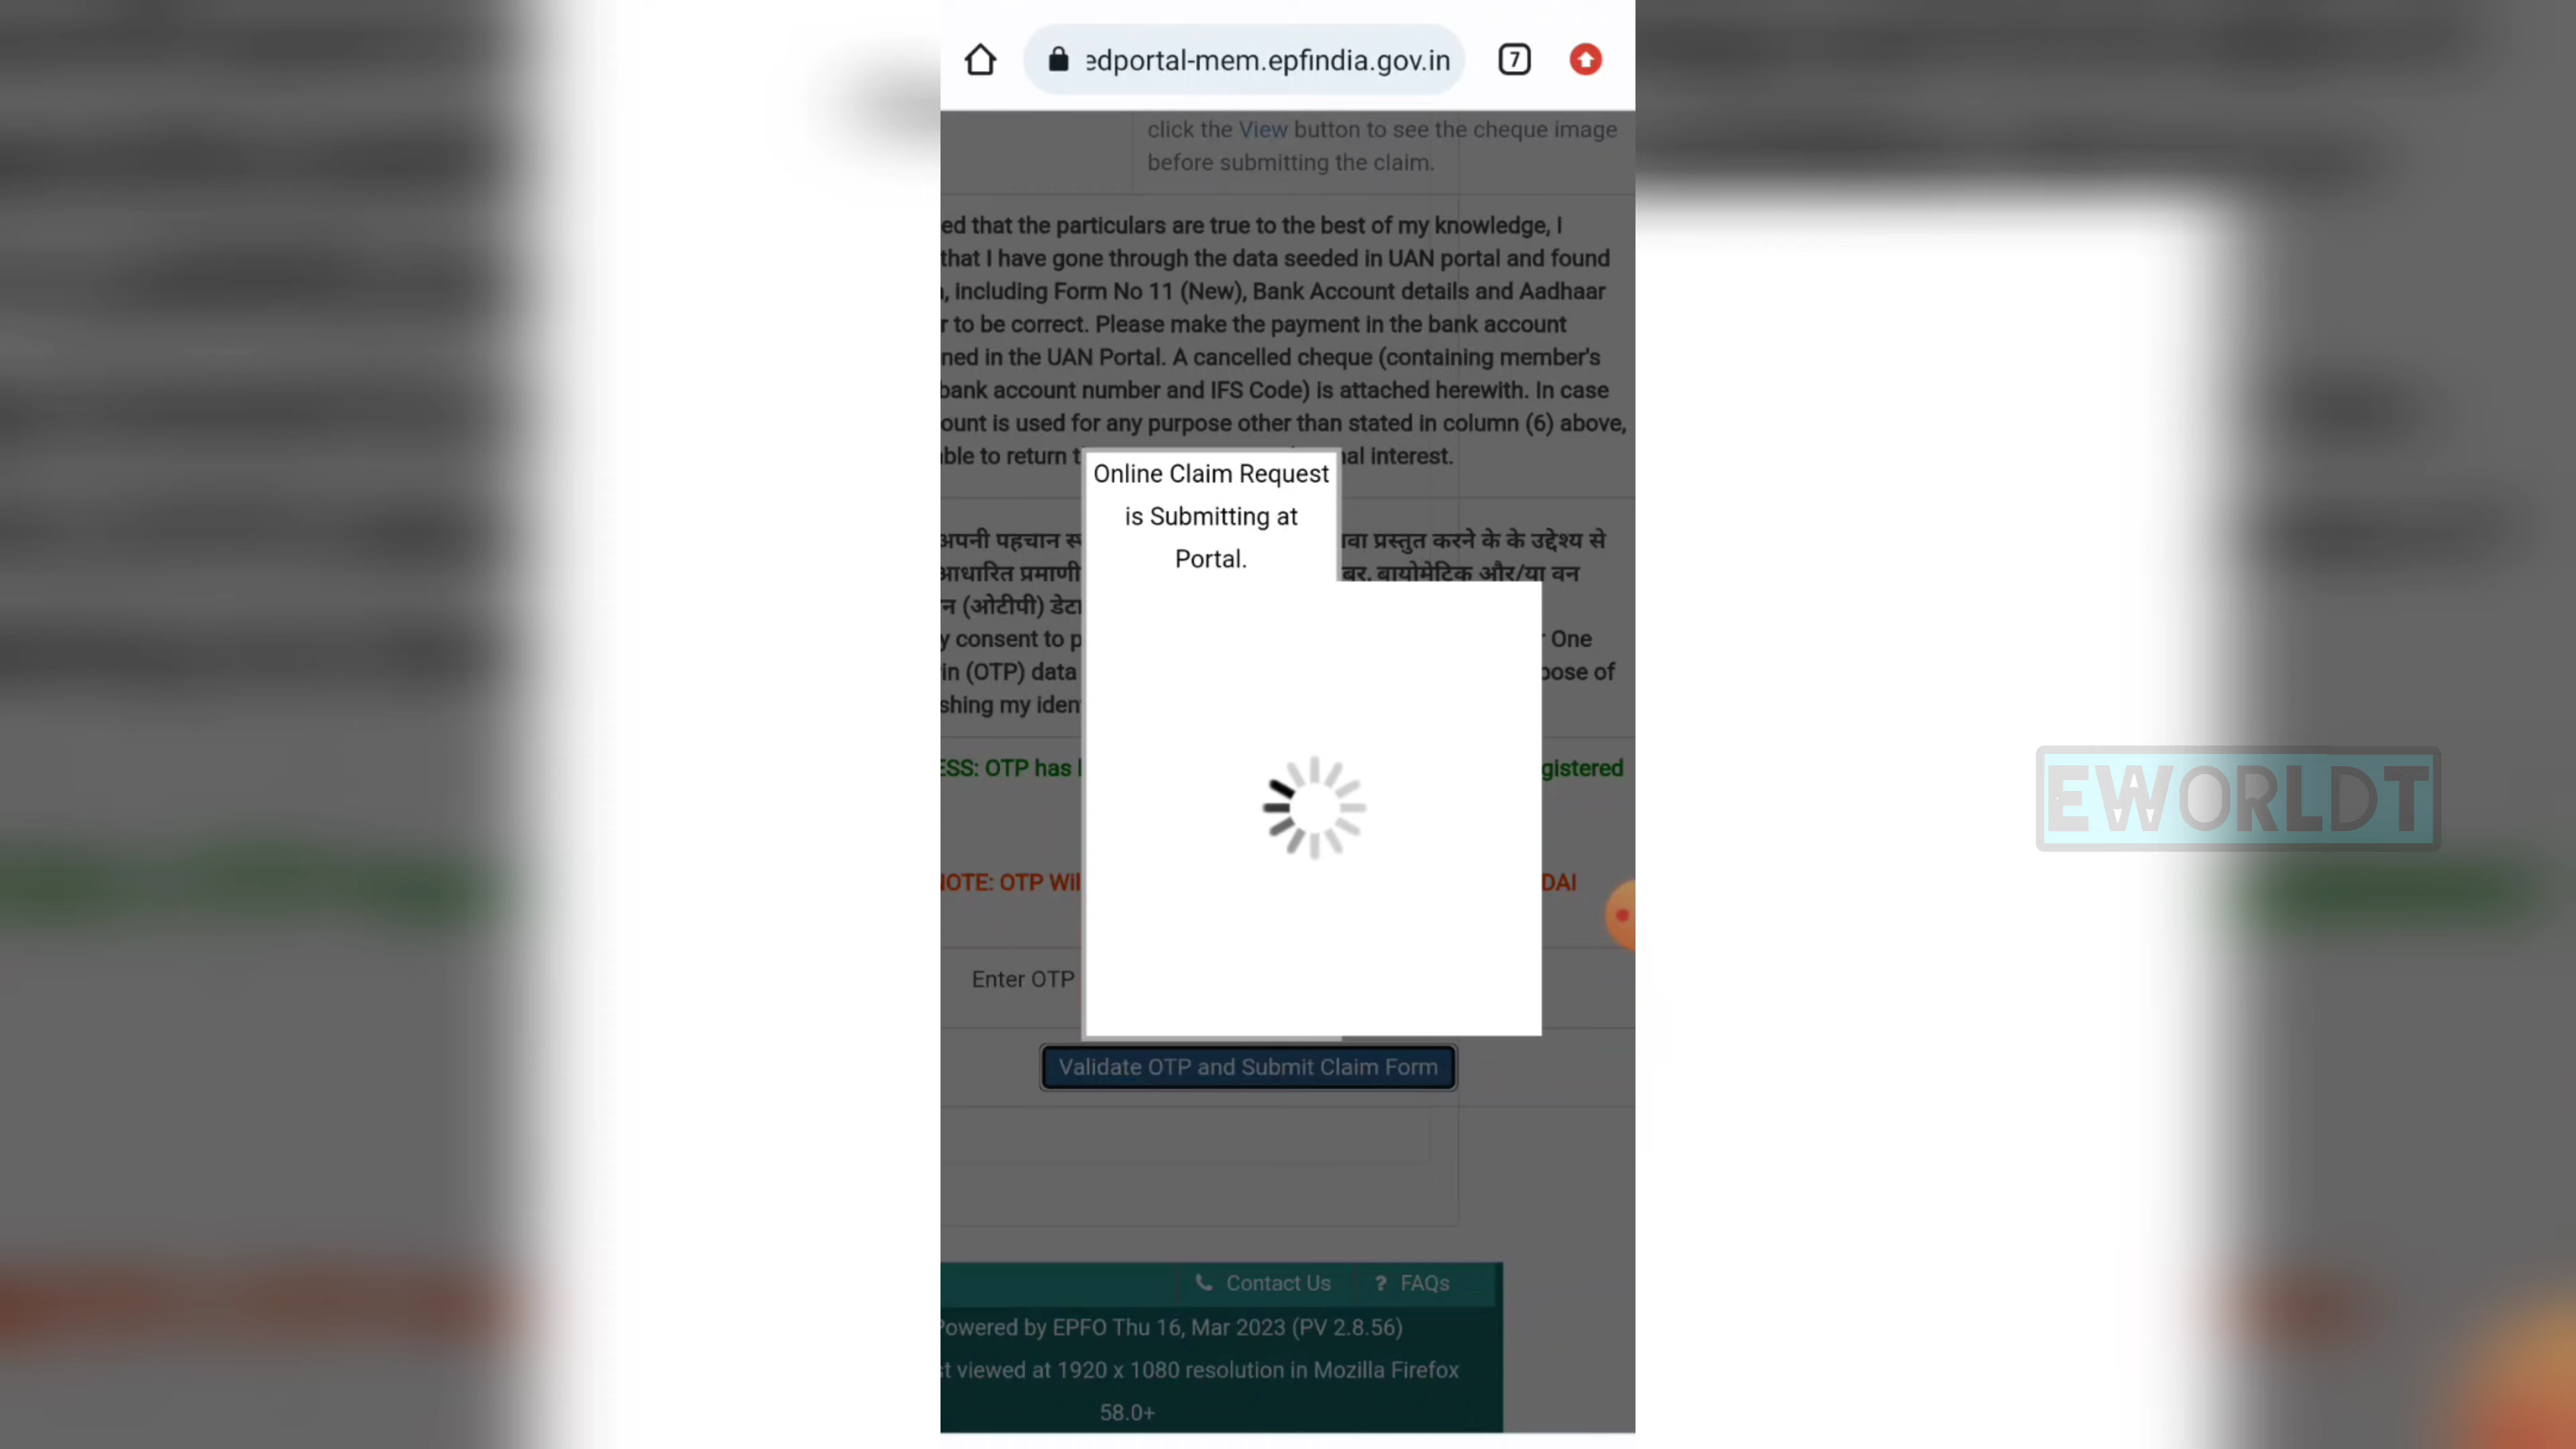 edportal-mem.epfindia.gov.in
7
click the View button to see the cheque image
before submitting the claim.
ed that the particulars are true to the best of my knowledge, I
that I have gone through the data seeded in UAN portal and found
, including Form No 11 (New), Bank Account details and Aadhaar
r to be correct. Please make the payment in the bank account
ned in the UAN Portal. A cancelled cheque (containing member's
bank account number and IFS Code) is attached herewith. In case
ount is used for any purpose other than stated in column (6) above,
ble to return t nal interest.
Online Claim Request
is Submitting at
Portal.
अपनी पहचान स् वा प्रस्तुत करने के के उद्देश्य से
आधारित प्रमाणी बर, बायोमेटिक और/या वन
न (ओटीपी) डेटा
y consent to p r One
in (OTP) data pose of
shing my iden
ESS: OTP has gistered
NOTE: OTP Wil DAI
Enter OTP
Validate OTP and Submit Claim Form
Contact Us ? FAQs
Powered by EPFO Thu 16, Mar 2023 (PV 2.8.56)
st viewed at 1920 x 1080 resolution in Mozilla Firefox
58.0+
EWORLDT